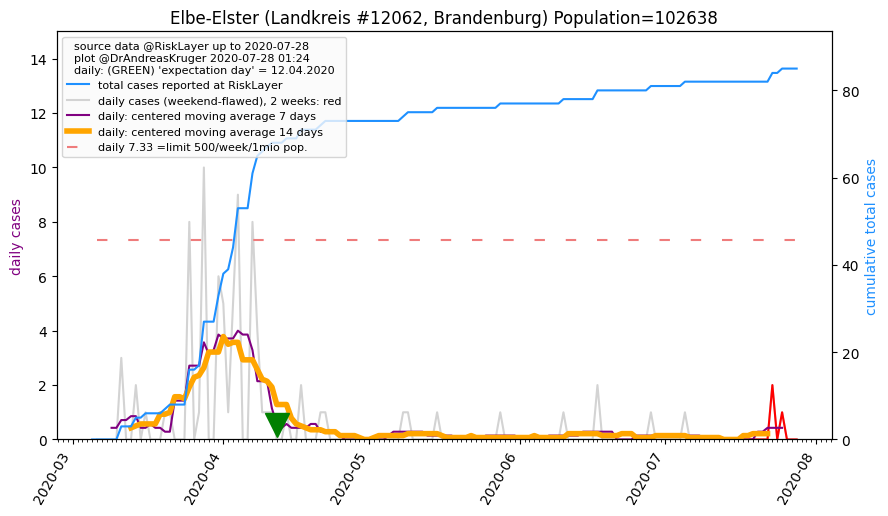 Elbe-Elster (Landkreis #12062, Brandenburg) Population=102638
source data @RiskLayer up to 2020-07-28
plot @DrAndreasKruger 2020-07-28 01:24
daily: (GREEN) 'expectation day' = 12.04.2020
total cases reported at RiskLayer
daily cases (weekend-flawed), 2 weeks: red
daily: centered moving average 7 days
daily: centered moving average 14 days
daily 7.33 =limit 500/week/1mio pop.
daily cases
14
12
10
8
6
4
2
0
cumulative total cases
80
60
40
20
0
2020-03
2020-04
2020-05
2020-06
2020-07
2020-08